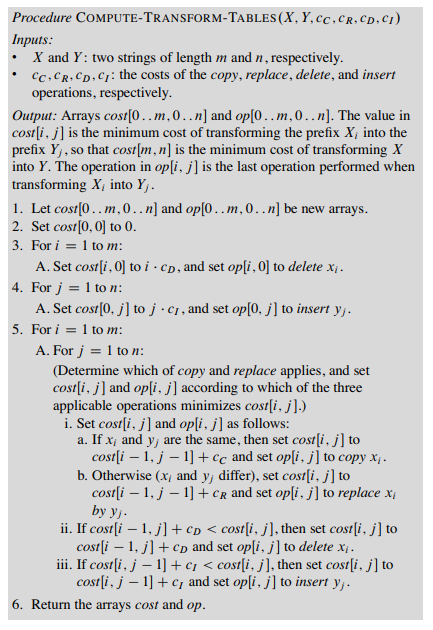 Procedure COMPUTE-TRANSFORM-TABLES(X, Y, c_C, c_R, c_D, c_I)
Inputs:
• X and Y: two strings of length m and n, respectively.
• c_C, c_R, c_D, c_I: the costs of the copy, replace, delete, and insert
operations, respectively.
Output: Arrays cost[0..m, 0..n] and op[0..m, 0..n]. The value in
cost[i, j] is the minimum cost of transforming the prefix X_i into the
prefix Y_j, so that cost[m, n] is the minimum cost of transforming X
into Y. The operation in op[i, j] is the last operation performed when
transforming X_i into Y_j.
1. Let cost[0..m, 0..n] and op[0..m, 0..n] be new arrays.
2. Set cost[0, 0] to 0.
3. For i = 1 to m:
A. Set cost[i, 0] to i · c_D, and set op[i, 0] to delete x_i.
4. For j = 1 to n:
A. Set cost[0, j] to j · c_I, and set op[0, j] to insert y_j.
5. For i = 1 to m:
A. For j = 1 to n:
(Determine which of copy and replace applies, and set
cost[i, j] and op[i, j] according to which of the three
applicable operations minimizes cost[i, j].)
i. Set cost[i, j] and op[i, j] as follows:
a. If x_i and y_j are the same, then set cost[i, j] to
cost[i − 1, j − 1] + c_C and set op[i, j] to copy x_i.
b. Otherwise (x_i and y_j differ), set cost[i, j] to
cost[i − 1, j − 1] + c_R and set op[i, j] to replace x_i
by y_j.
ii. If cost[i − 1, j] + c_D < cost[i, j], then set cost[i, j] to
cost[i − 1, j] + c_D and set op[i, j] to delete x_i.
iii. If cost[i, j − 1] + c_I < cost[i, j], then set cost[i, j] to
cost[i, j − 1] + c_I and set op[i, j] to insert y_j.
6. Return the arrays cost and op.